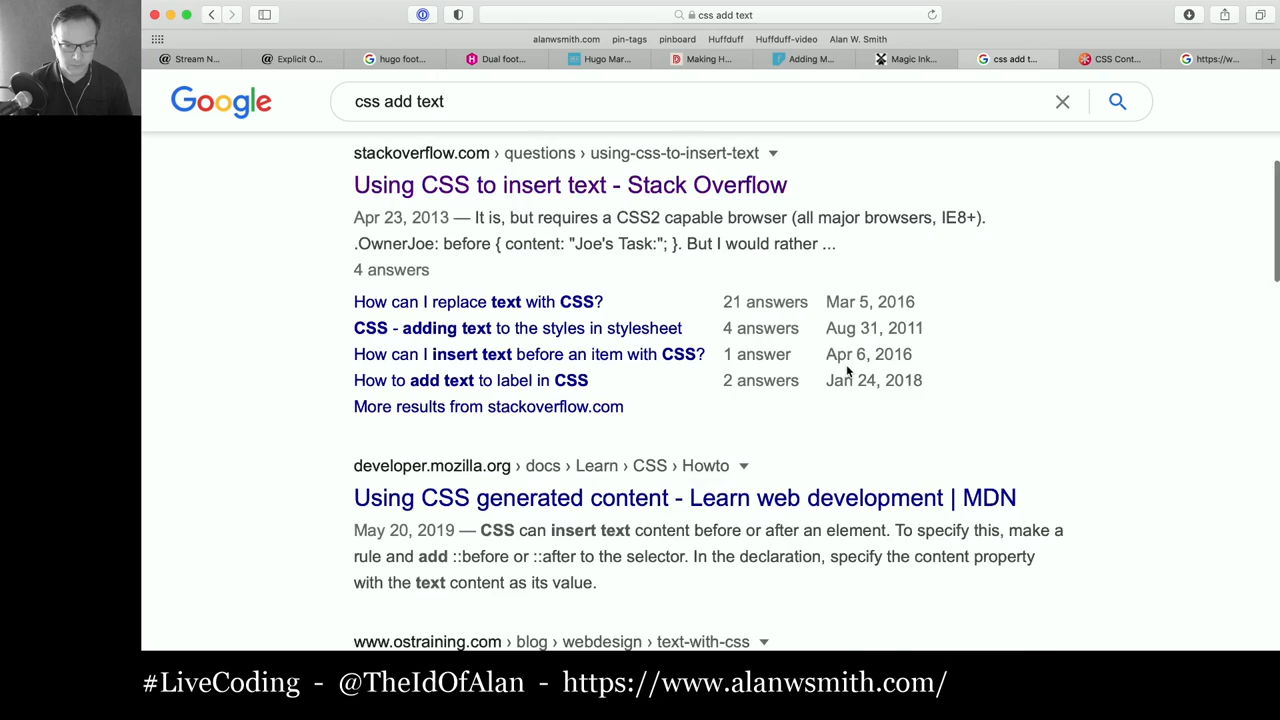 css add text
alanwsmith.com pin-tags pinboard Huffduff Huffduff-video Alan W. Smith
Stream N... Explicit O... hugo foot... Dual foot... Hugo Mar... Making H... Adding M... Magic Ink... css add t... CSS Cont... https://w...
Google css add text
stackoverflow.com › questions › using-css-to-insert-text
Using CSS to insert text - Stack Overflow
Apr 23, 2013 — It is, but requires a CSS2 capable browser (all major browsers, IE8+).
.OwnerJoe: before { content: "Joe's Task:"; }. But I would rather ...
4 answers
How can I replace text with CSS? 21 answers Mar 5, 2016
CSS - adding text to the styles in stylesheet 4 answers Aug 31, 2011
How can I insert text before an item with CSS? 1 answer Apr 6, 2016
How to add text to label in CSS 2 answers Jan 24, 2018
More results from stackoverflow.com
developer.mozilla.org › docs › Learn › CSS › Howto
Using CSS generated content - Learn web development | MDN
May 20, 2019 — CSS can insert text content before or after an element. To specify this, make a
rule and add ::before or ::after to the selector. In the declaration, specify the content property
with the text content as its value.
www.ostraining.com › blog › webdesign › text-with-css
#LiveCoding - @TheIdOfAlan - https://www.alanwsmith.com/